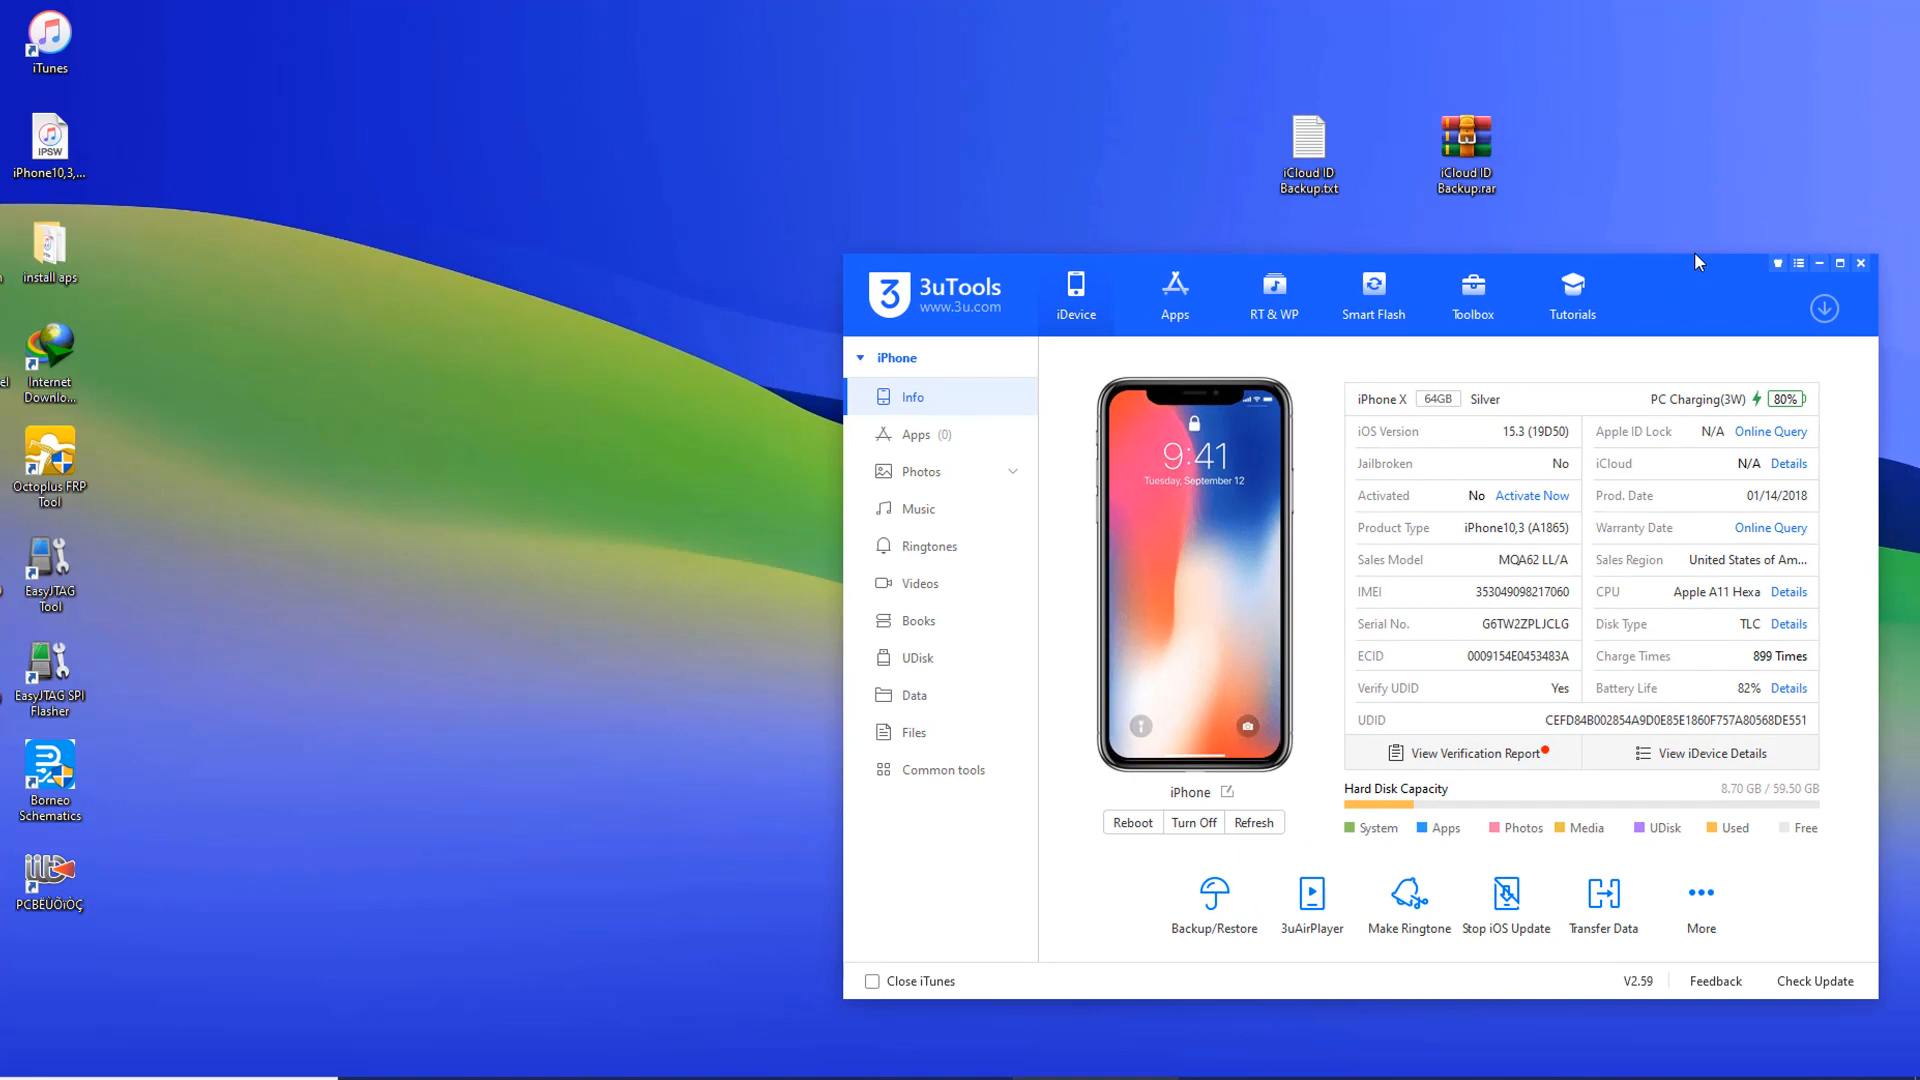 iTunes
IPSW
iPhone10,3,...
install aps
Internet
Downlo...
Octoplus FRP
Tool
EasyJTAG
Tool
EasyJTAG SPI
Flasher
Borneo
Schematics
PCBËÙÕìÓÇ
iCloud ID
Backup.txt
iCloud ID
Backup.rar
3 3uTools
www.3u.com
iDevice
Apps
RT & WP
Smart Flash
Toolbox
Tutorials
iPhone
Info
Apps (0)
Photos
Music
Ringtones
Videos
Books
UDisk
Data
Files
Common tools
9:41
Tuesday, September 12
iPhone
Reboot Turn Off Refresh
iPhone X 64GB Silver PC Charging(3W) 80%
iOS Version 15.3 (19D50) Apple ID Lock N/A Online Query
Jailbroken No iCloud N/A Details
Activated No Activate Now Prod. Date 01/14/2018
Product Type iPhone10,3 (A1865) Warranty Date Online Query
Sales Model MQA62 LL/A Sales Region United States of Am...
IMEI 353049098217060 CPU Apple A11 Hexa Details
Serial No. G6TW2ZPLJCLG Disk Type TLC Details
ECID 0009154E0453483A Charge Times 899 Times
Verify UDID Yes Battery Life 82% Details
UDID CEFD84B002854A9D0E85E1860F757A80568DE551
View Verification Report View iDevice Details
Hard Disk Capacity 8.70 GB / 59.50 GB
System Apps Photos Media UDisk Used Free
Backup/Restore 3uAirPlayer Make Ringtone Stop iOS Update Transfer Data More
Close iTunes V2.59 Feedback Check Update